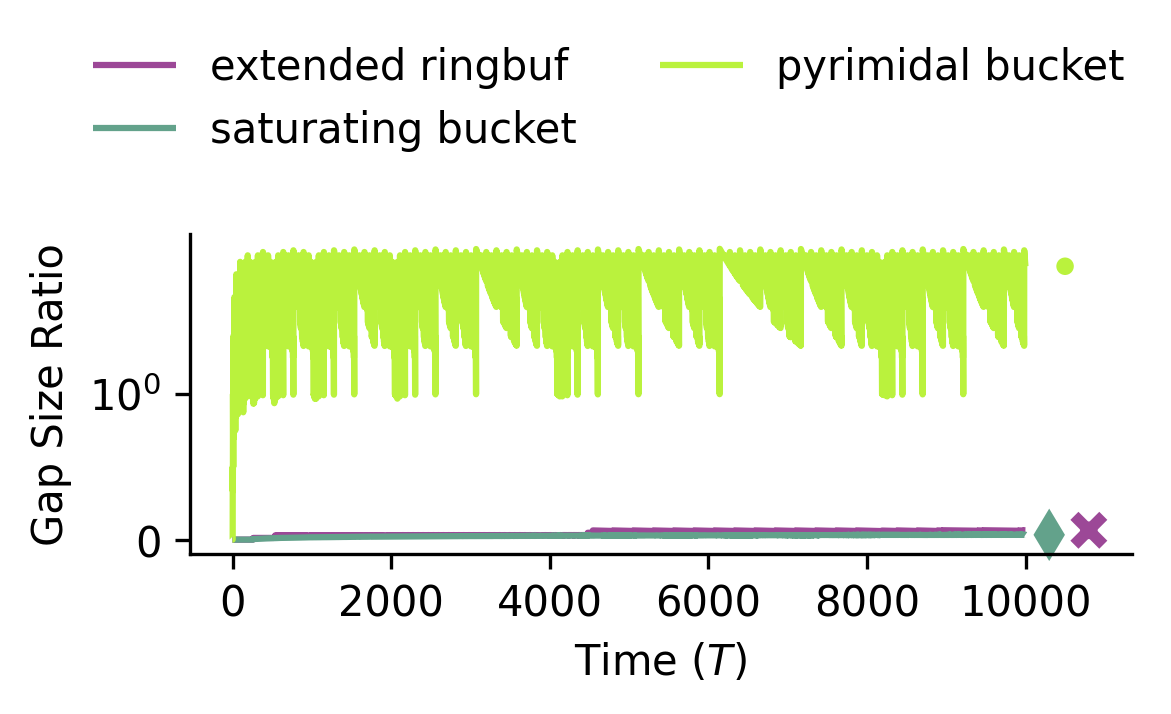 extended ringbuf
saturating bucket
pyrimidal bucket
Gap Size Ratio
10⁰
0
0 2000 4000 6000 8000 10000
Time (T)